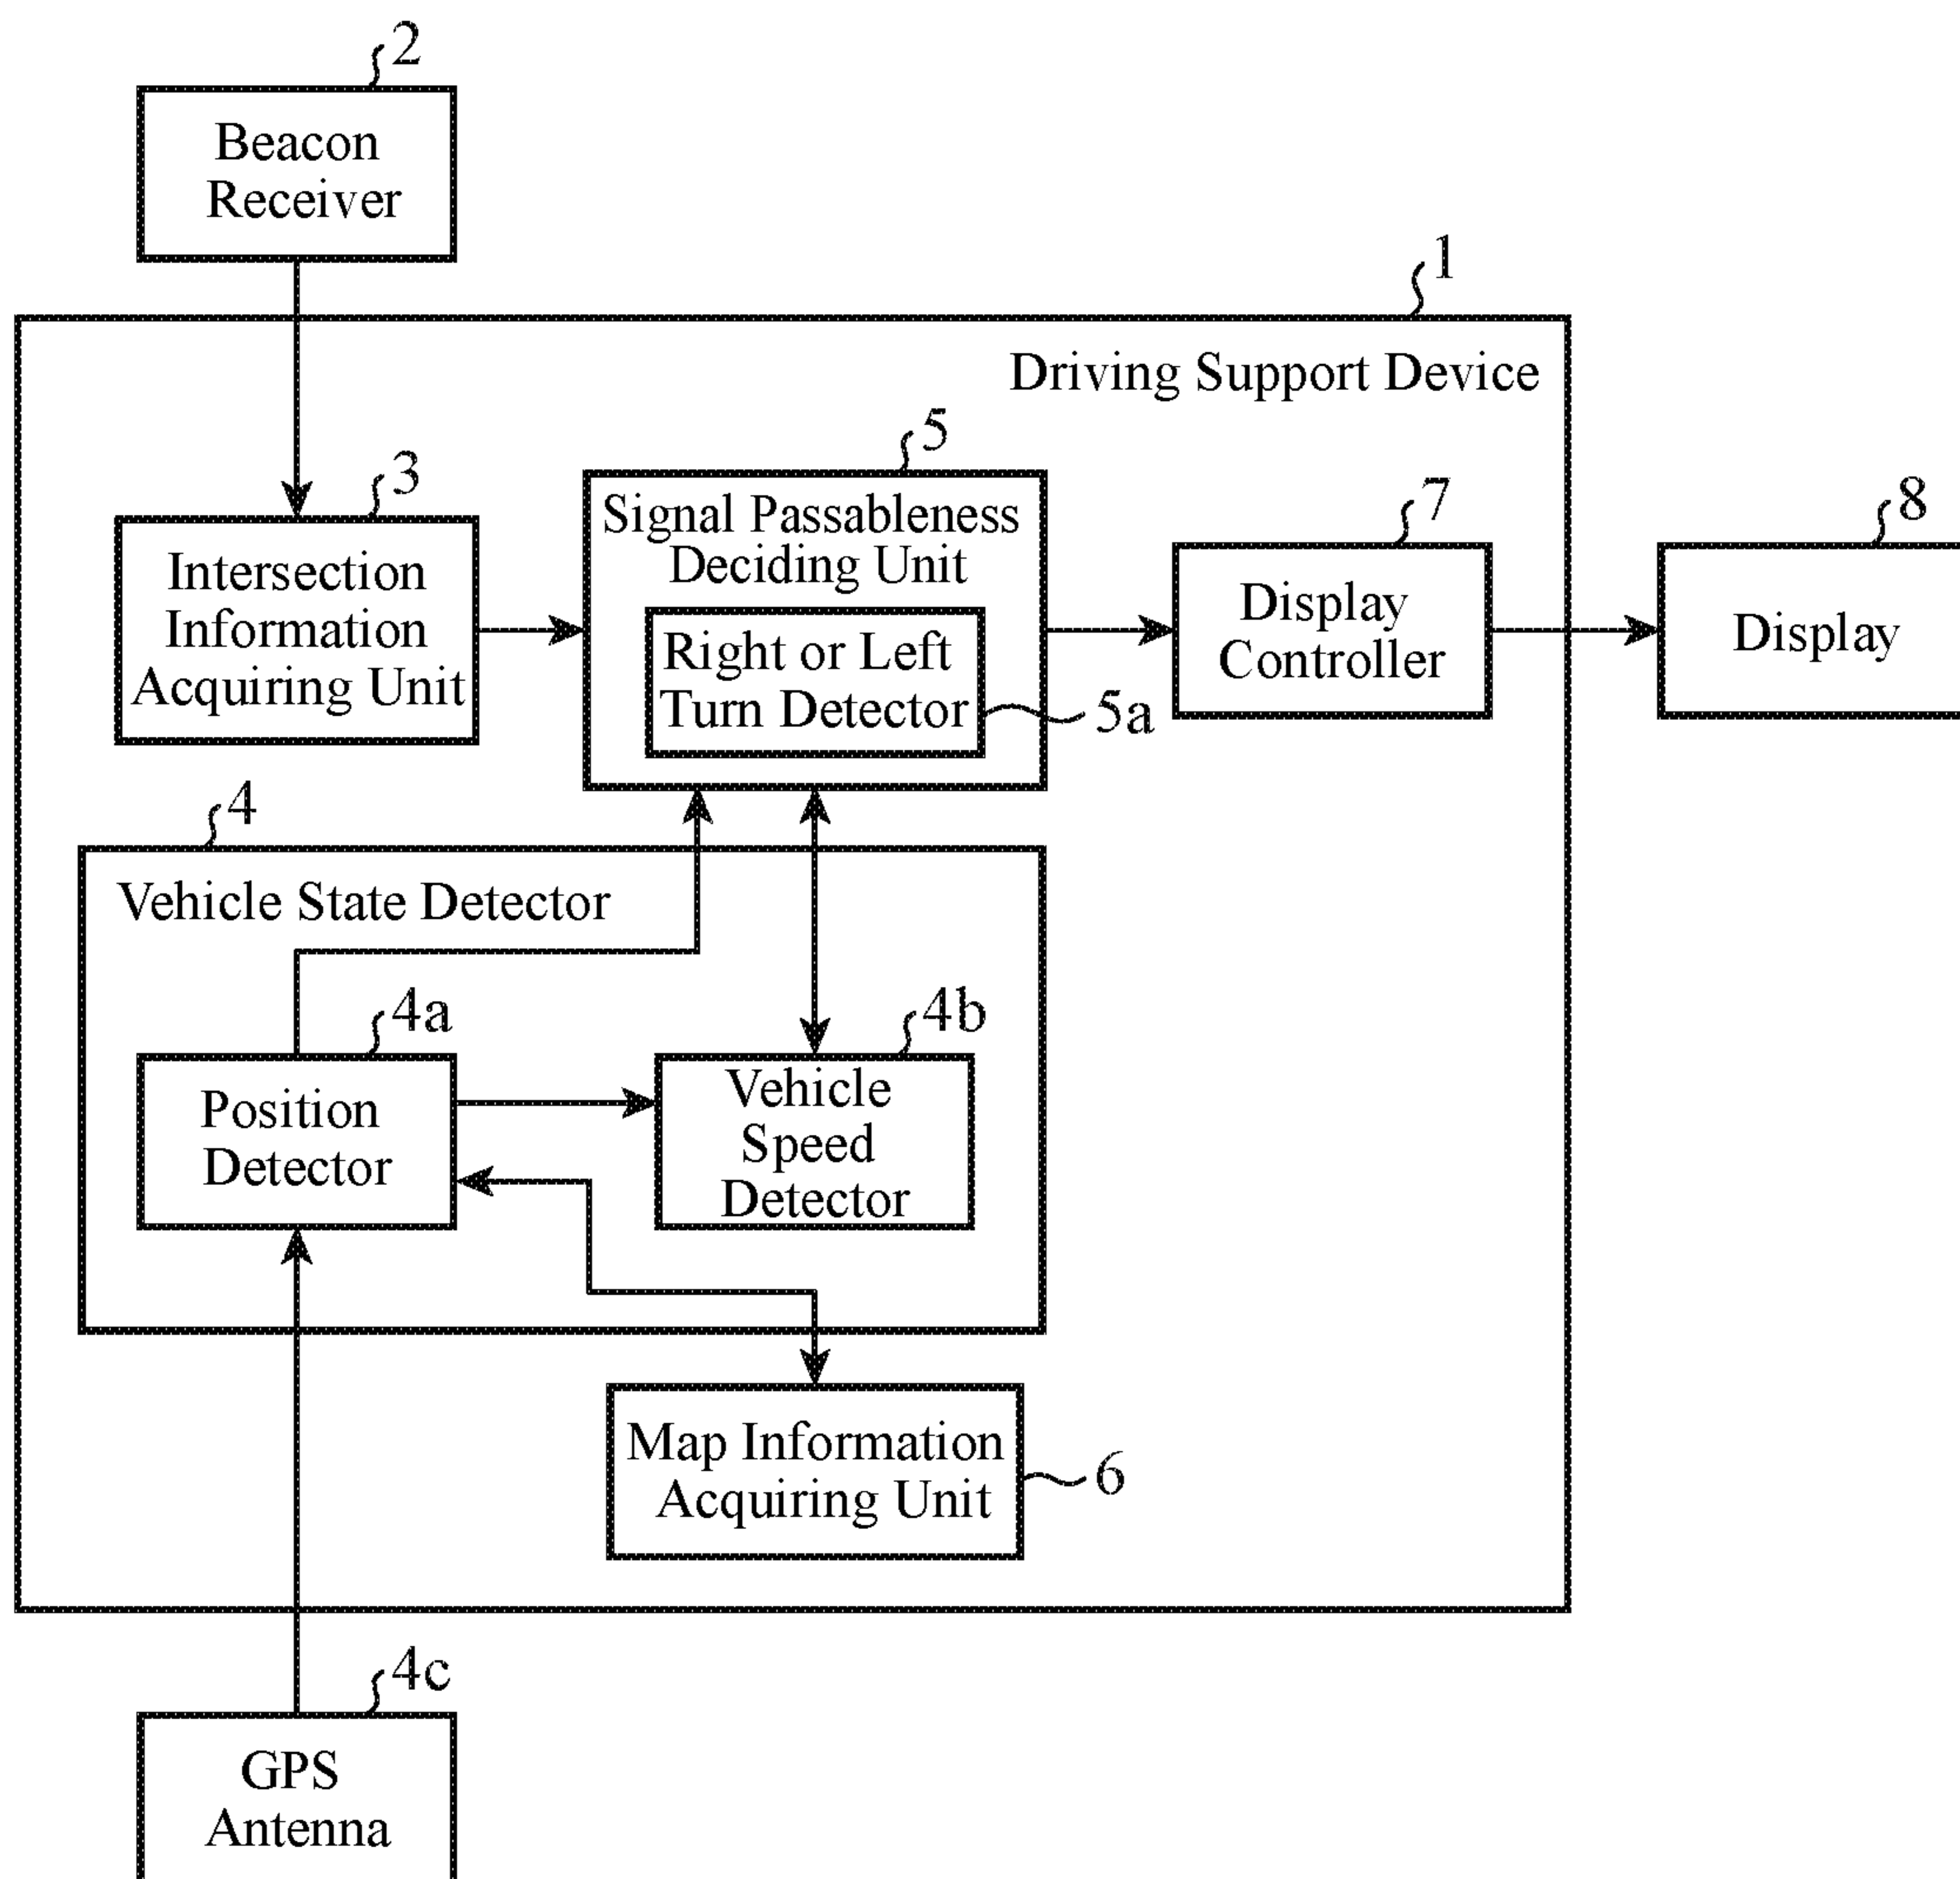 2
Beacon
Receiver
1
Driving Support Device
3
Intersection
Information
Acquiring Unit
5
Signal Passableness
Deciding Unit
Right or Left
Turn Detector
5a
7
Display
Controller
8
Display
4
Vehicle State Detector
4a
Position
Detector
4b
Vehicle
Speed
Detector
Map Information
Acquiring Unit
6
4c
GPS
Antenna